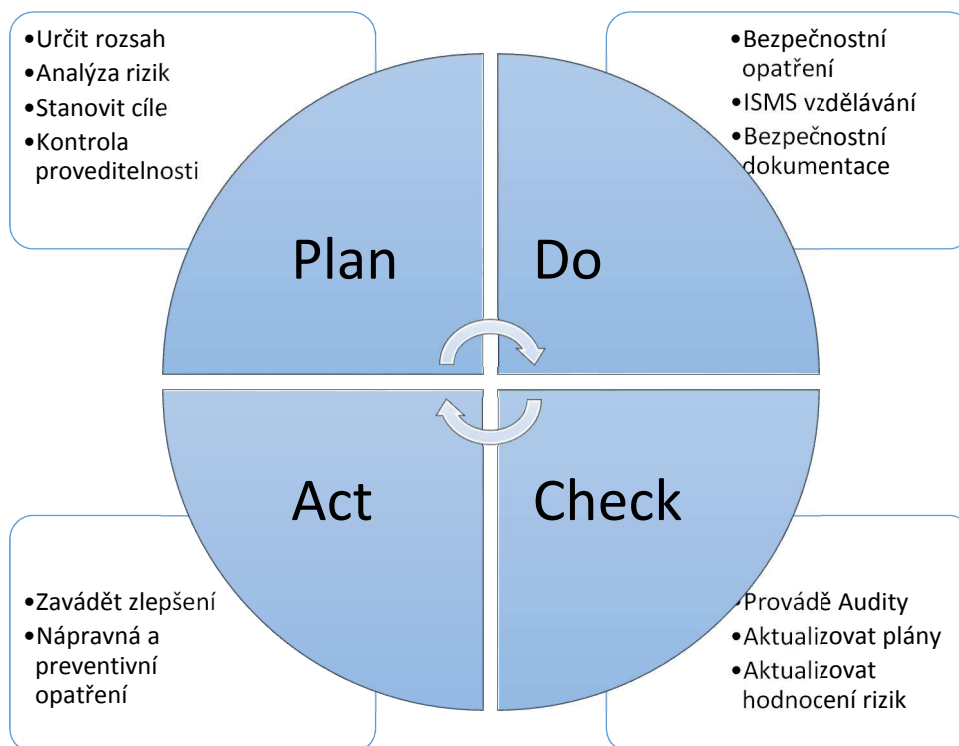 •Určit rozsah
•Analýza rizik
•Stanovit cíle
•Kontrola
proveditelnosti
•Bezpečnostní
opatření
•ISMS vzdělávání
•Bezpečnostní
dokumentace
Plan
Do
Act
Check
•Zavádět zlepšení
•Nápravná a
preventivní
opatření
•Provádě Audity
•Aktualizovat plány
•Aktualizovat
hodnocení rizik